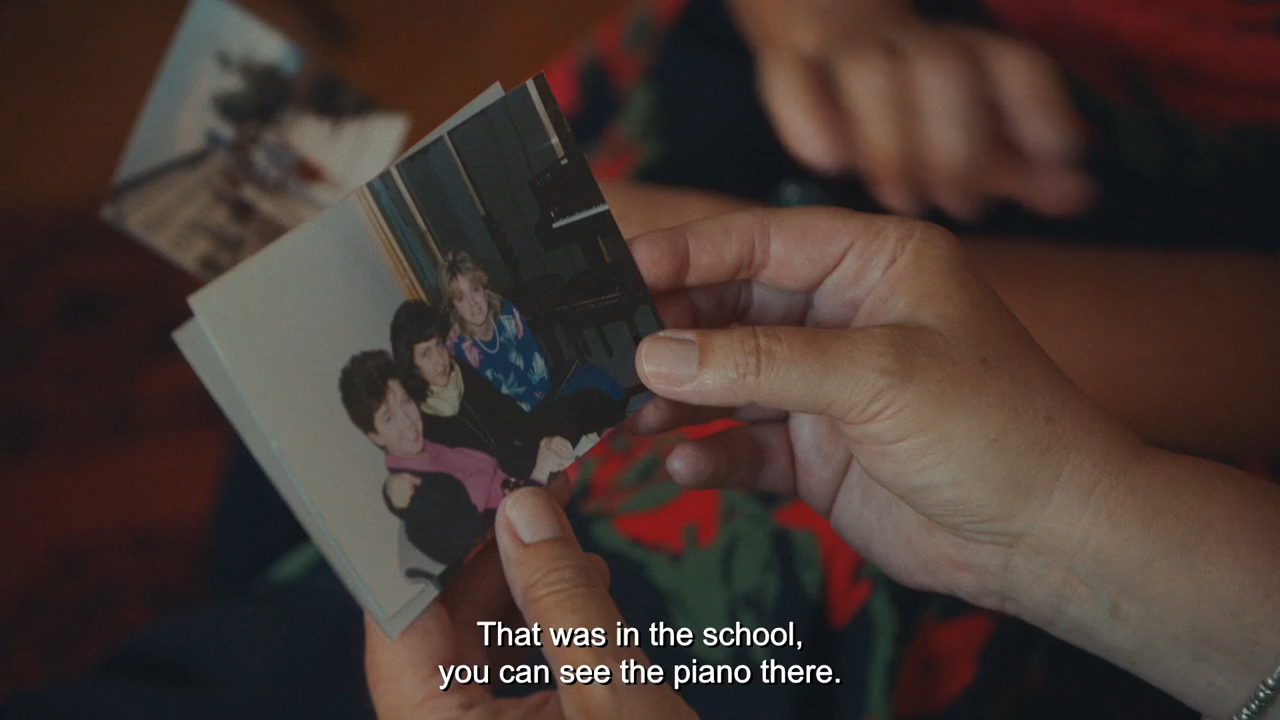 That was in the school,
you can see the piano there.